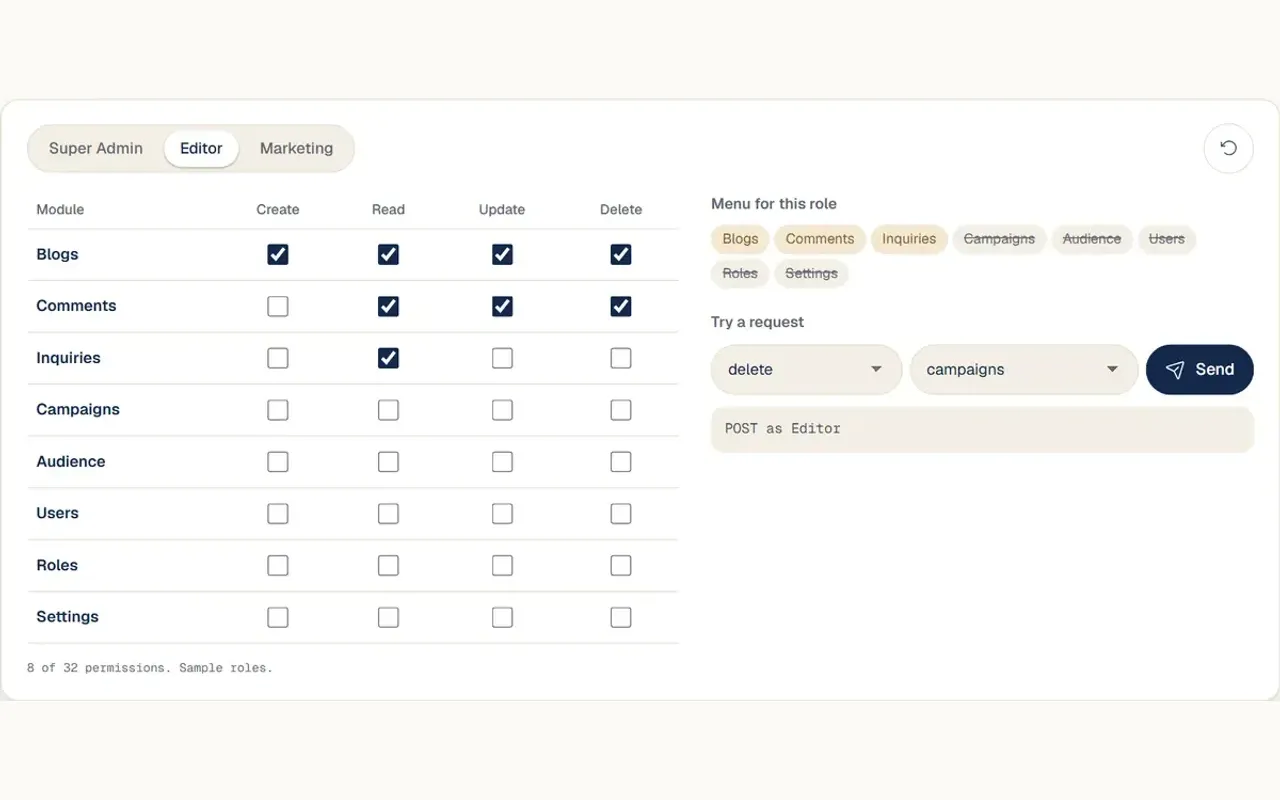 Super Admin Editor Marketing
Module Create Read Update Delete
Blogs
Comments
Inquiries
Campaigns
Audience
Users
Roles
Settings
8 of 32 permissions. Sample roles.
Menu for this role
Blogs Comments Inquiries Campaigns Audience Users
Roles Settings
Try a request
delete campaigns Send
POST as Editor